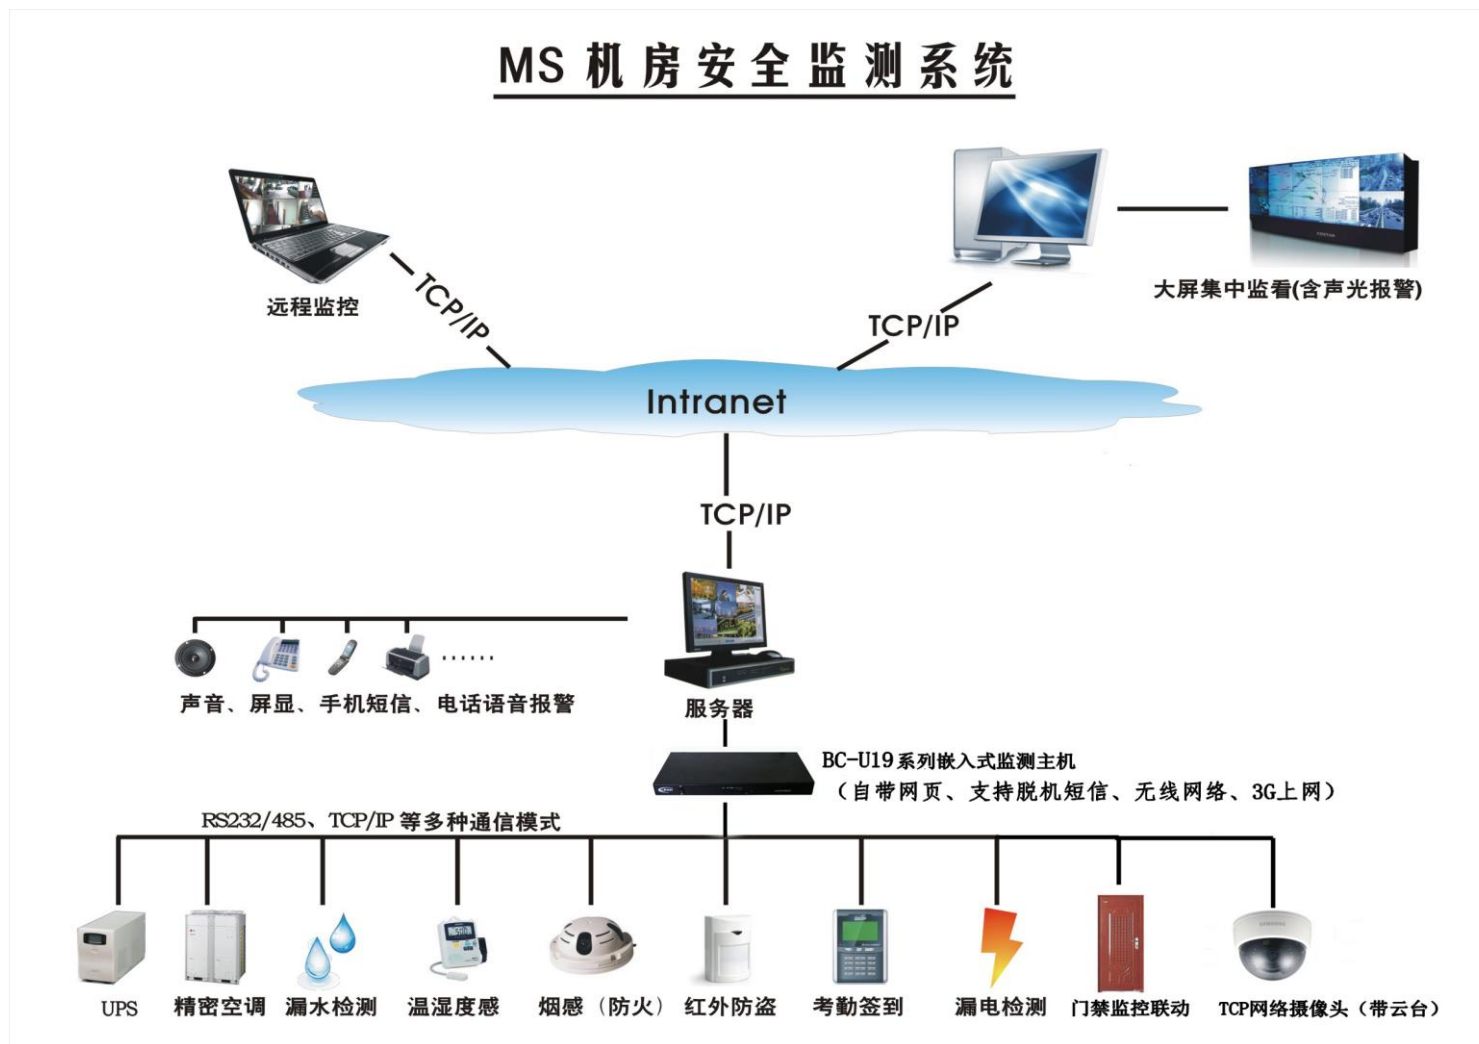 MS 机房安全监测系统
远程监控
TCP/IP
TCP/IP
大屏集中监看(含声光报警)
Intranet
TCP/IP
声音、屏显、手机短信、电话语音报警
······
服务器
BC-U19系列嵌入式监测主机
（自带网页、支持脱机短信、无线网络、3G上网）
RS232/485、TCP/IP 等多种通信模式
UPS
精密空调
漏水检测
温湿度感
烟感（防火）
红外防盗
考勤签到
漏电检测
门禁监控联动
TCP网络摄像头（带云台）
SAMSUNG